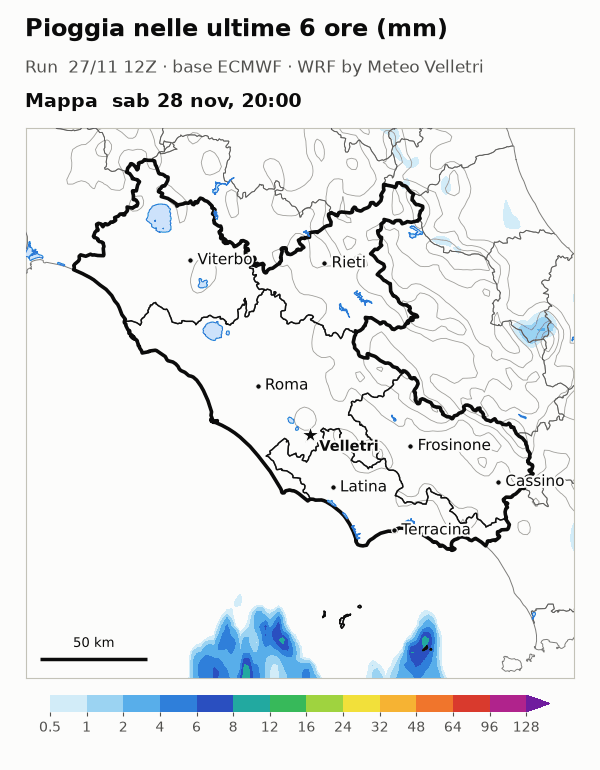 Pioggia nelle ultime 6 ore (mm)
Run  27/11 12Z · base ECMWF · WRF by Meteo Velletri
Mappa  sab 28 nov, 20:00
Viterbo
Rieti
Roma
Velletri
Frosinone
Cassino
Latina
Terracina
50 km
0.5 1 2 4 6 8 12 16 24 32 48 64 96 128